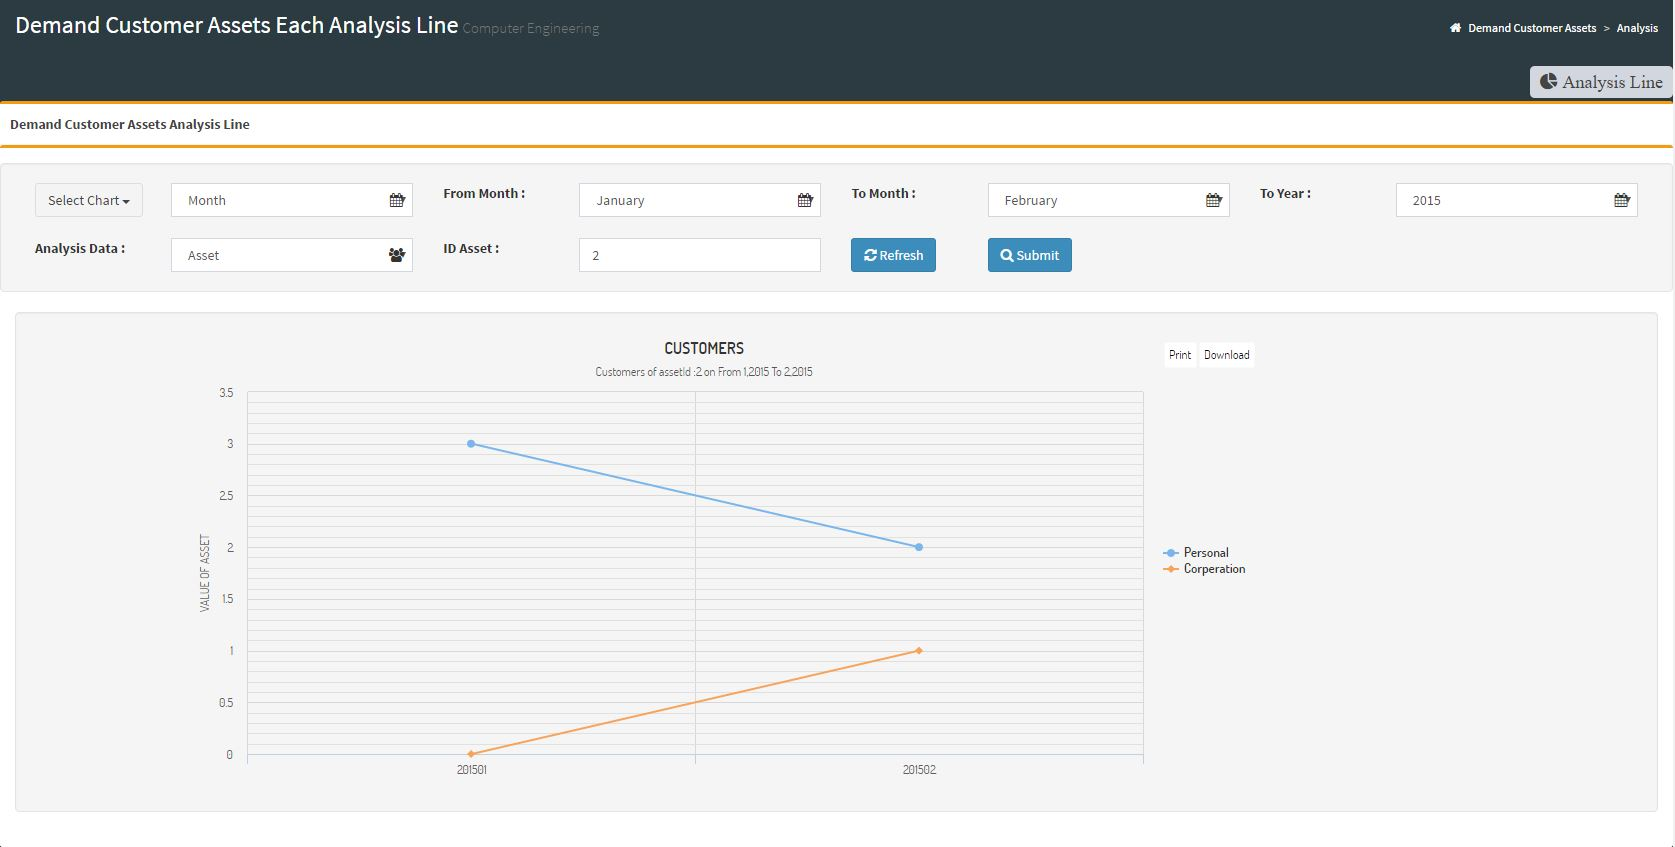 Demand Customer Assets Each Analysis Line Computer Engineering
Demand Customer Assets > Analysis
Analysis Line
Demand Customer Assets Analysis Line
Select Chart
Month
From Month :
January
To Month :
February
To Year :
2015
Analysis Data :
Asset
ID Asset :
2
Refresh
Submit
CUSTOMERS
Customers of assetId :2 on From 1,2015 To 2,2015
Print
Download
3.5
3
2.5
2
1.5
1
0.5
0
VALUE OF ASSET
201501
201502
Personal
Corperation